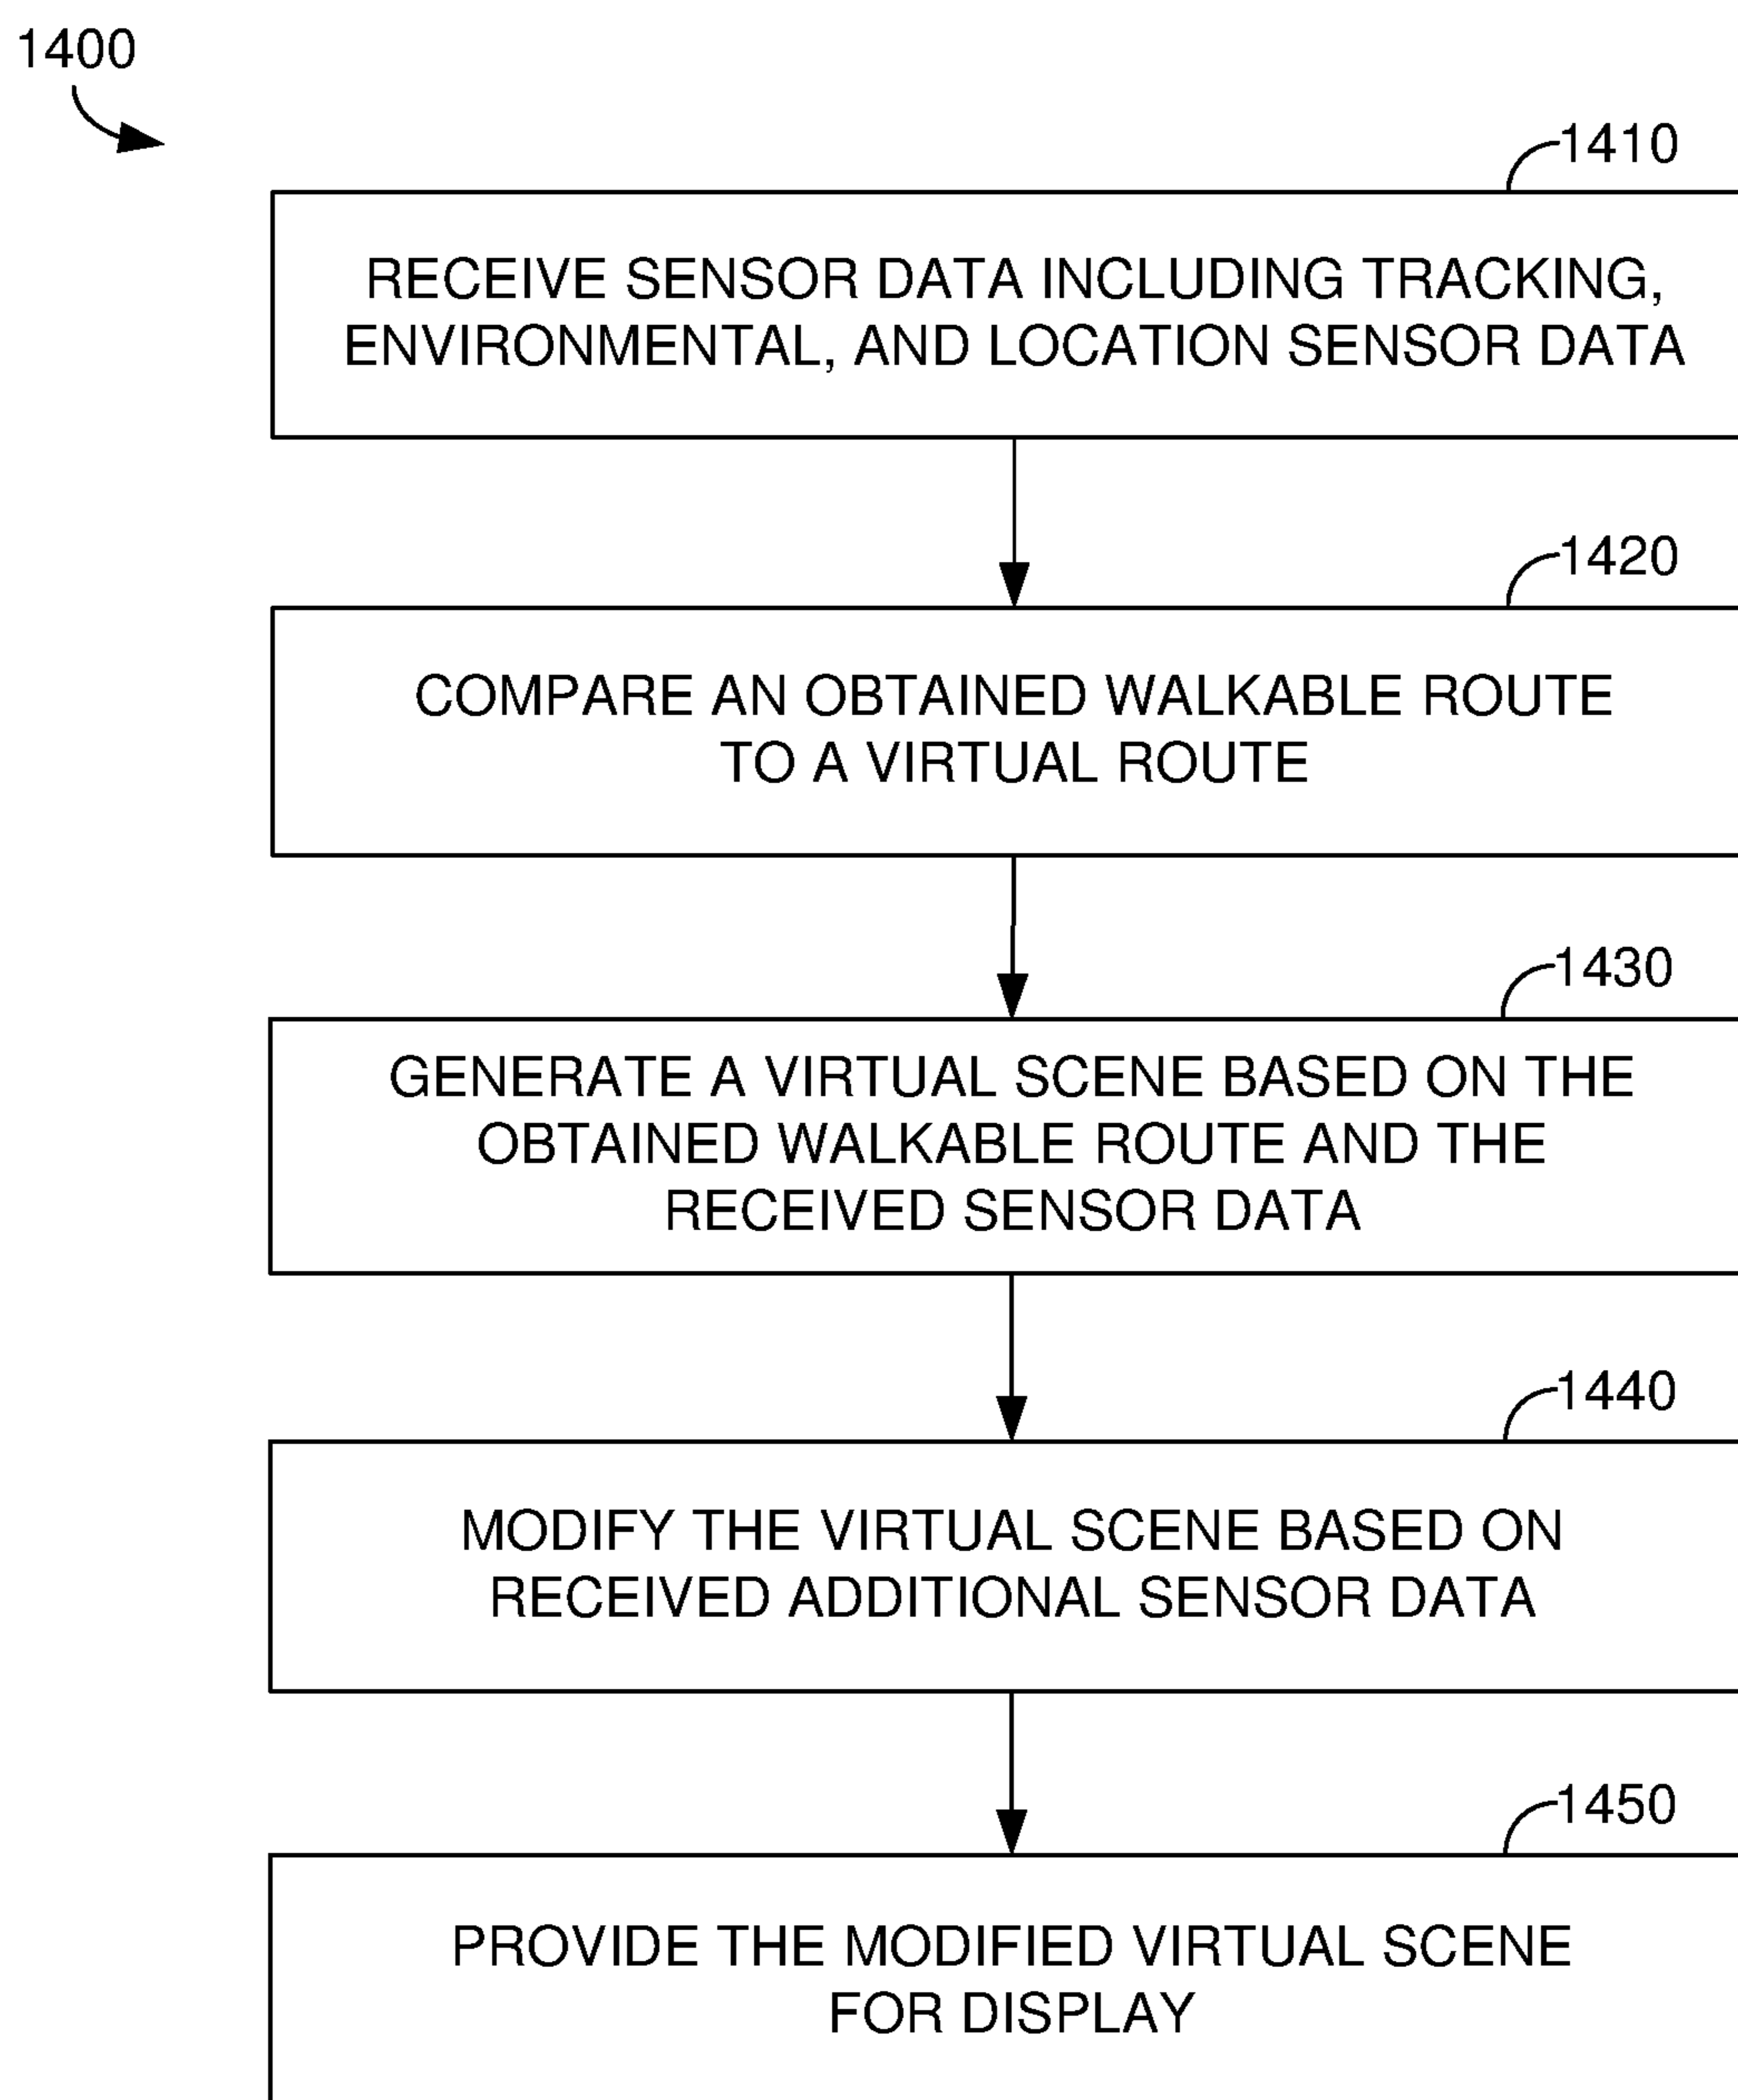 1400
1410
RECEIVE SENSOR DATA INCLUDING TRACKING,
ENVIRONMENTAL, AND LOCATION SENSOR DATA
1420
COMPARE AN OBTAINED WALKABLE ROUTE
TO A VIRTUAL ROUTE
1430
GENERATE A VIRTUAL SCENE BASED ON THE
OBTAINED WALKABLE ROUTE AND THE
RECEIVED SENSOR DATA
1440
MODIFY THE VIRTUAL SCENE BASED ON
RECEIVED ADDITIONAL SENSOR DATA
1450
PROVIDE THE MODIFIED VIRTUAL SCENE
FOR DISPLAY